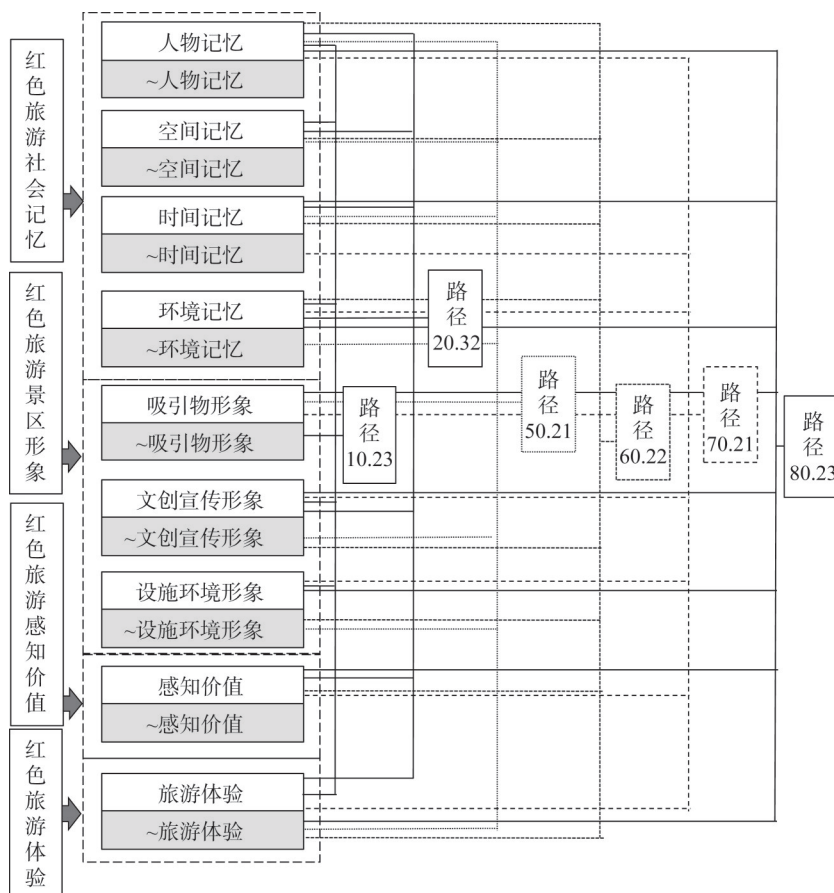 红色旅游社会记忆
人物记忆
~人物记忆
空间记忆
~空间记忆
时间记忆
~时间记忆
环境记忆
~环境记忆
红色旅游景区形象
吸引物形象
~吸引物形象
文创宣传形象
~文创宣传形象
设施环境形象
~设施环境形象
红色旅游感知价值
感知价值
~感知价值
红色旅游体验
旅游体验
~旅游体验
路径
10.23
路径
20.32
路径
50.21
路径
60.22
路径
70.21
路径
80.23